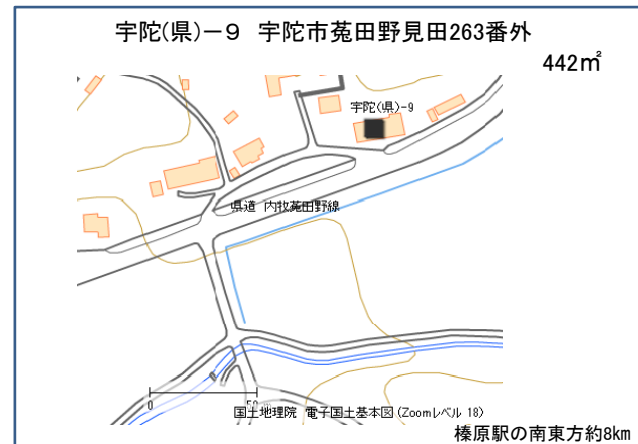 宇陀(県)－９　宇陀市菟田野見田263番外
442㎡
宇陀(県)-9
県道 内牧菟田野線
0
50
国土地理院 電子国土基本図 (Zoomレベル 18)
榛原駅の南東方約8km